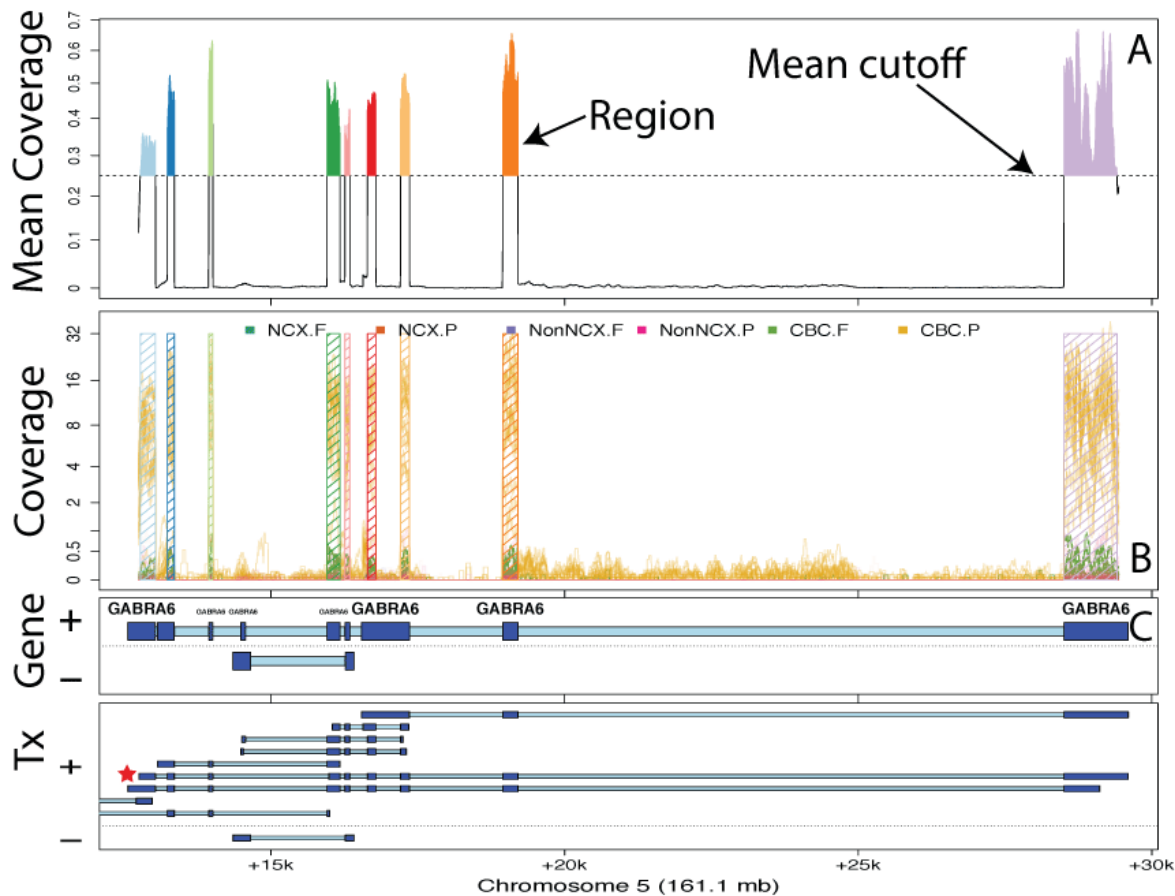 Mean Coverage
0.7
0.6
0.5
0.4
0.3
0.2
0.1
0
A
Mean cutoff
Region
Coverage
32
16
8
4
2
0.5
0
NCX.F NCX.P NonNCX.F NonNCX.P CBC.F CBC.P
B
Gene
+
−
GABRA6 GABRA6 GABRA6 GABRA6 GABRA6 GABRA6 GABRA6
C
Tx
+
−
+15k +20k +25k +30k
Chromosome 5 (161.1 mb)